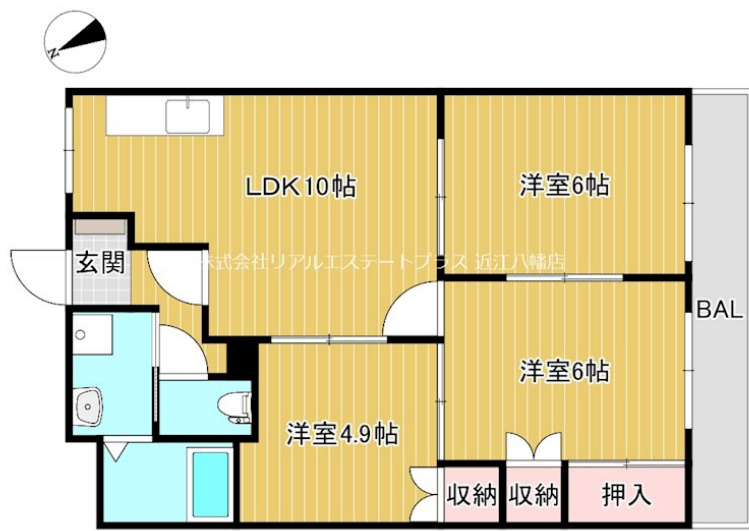 N
LDK10帖
洋室6帖
玄関
株式会社リアルエステートプラス 近江八幡店
BAL
洋室6帖
洋室4.9帖
収納
収納
押入